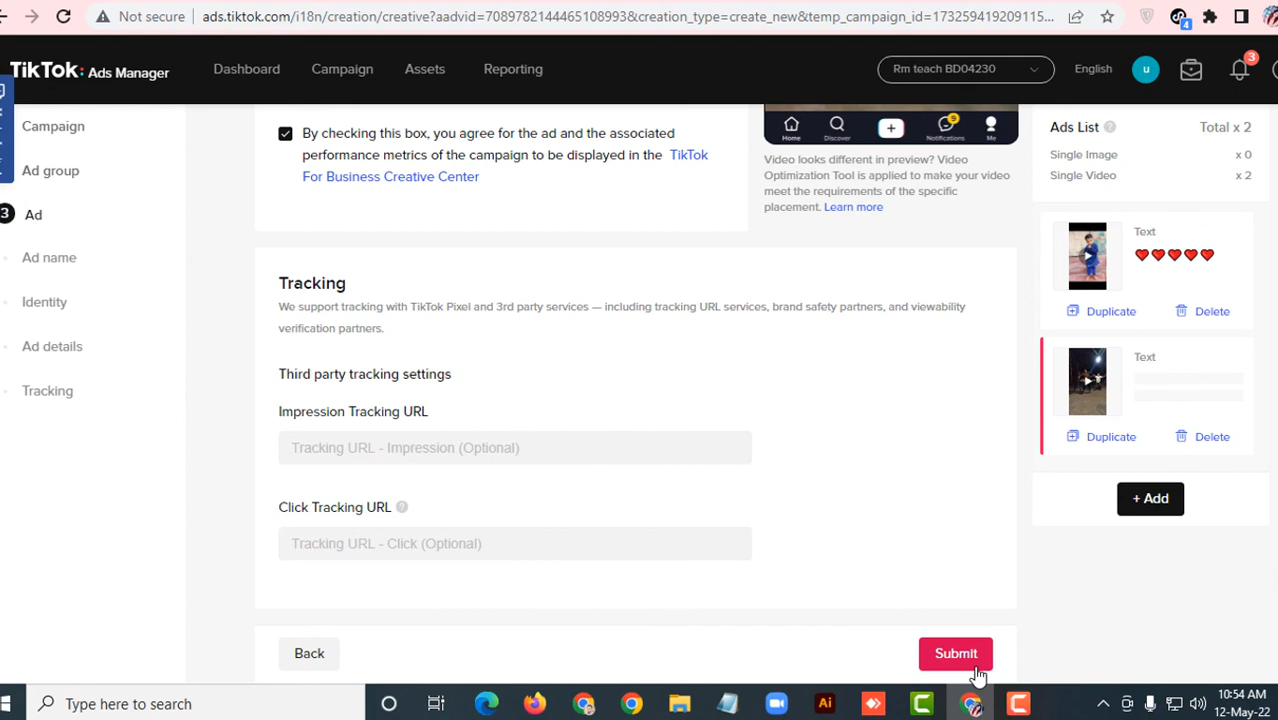 Not secure
ads.tiktok.com/i18n/creation/creative?aadvid=7089782144465108993&creation_type=create_new&temp_campaign_id=173259419209115...
4
TikTok: Ads Manager
Dashboard
Campaign
Assets
Reporting
Rm teach BD04230
English
u
3
Campaign
Ad group
3
Ad
Ad name
Identity
Ad details
Tracking
By checking this box, you agree for the ad and the associated
performance metrics of the campaign to be displayed in the TikTok
For Business Creative Center
9
Home
Discover
Notifications
Me
Video looks different in preview? Video
Optimization Tool is applied to make your video
meet the requirements of the specific
placement. Learn more
Ads List
Total x 2
Single Image
x 0
Single Video
x 2
Text
❤❤❤❤❤
Duplicate
Delete
Text
Duplicate
Delete
+ Add
Tracking
We support tracking with TikTok Pixel and 3rd party services — including tracking URL services, brand safety partners, and viewability
verification partners.
Third party tracking settings
Impression Tracking URL
Tracking URL - Impression (Optional)
Click Tracking URL
Tracking URL - Click (Optional)
Back
Submit
Type here to search
Ai
10:54 AM
12-May-22